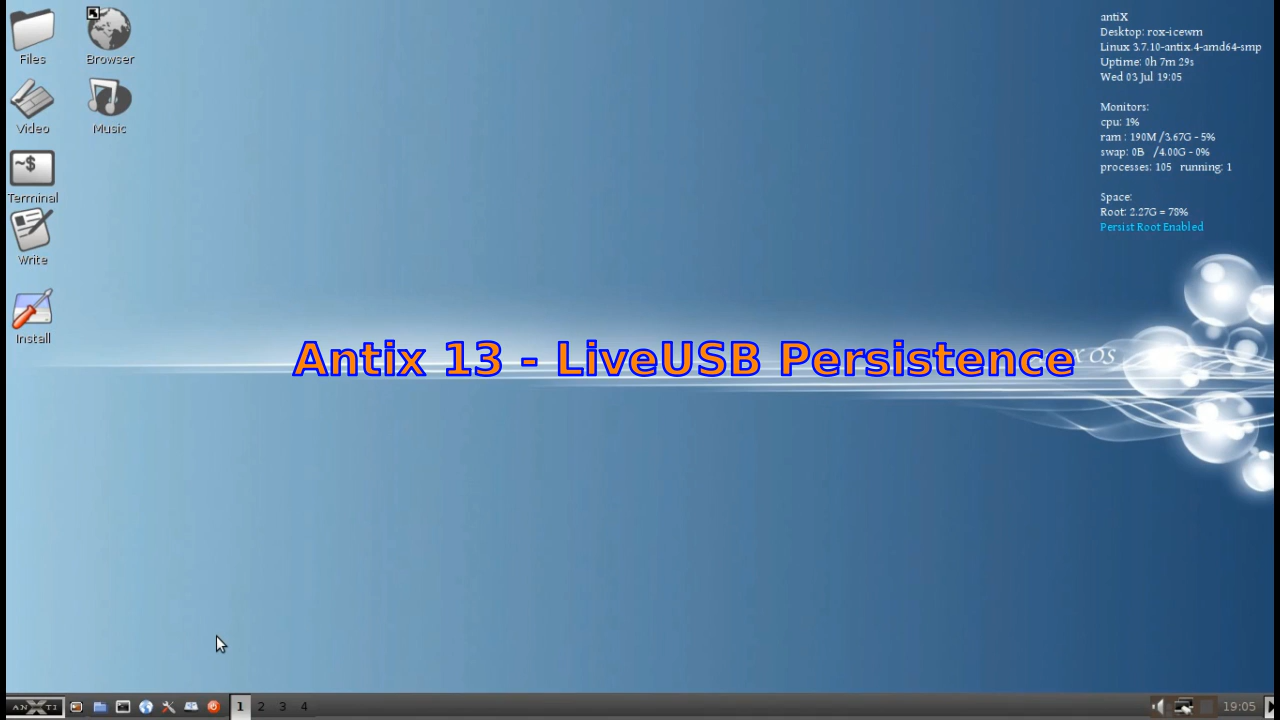 Files
Browser
Video
Music
~$
Terminal
Write
Install
antiX
Desktop: rox-icewm
Linux 3.7.10-antix.4-amd64-smp
Uptime: 0h 7m 29s
Wed 03 Jul 19:05
Monitors:
cpu: 1%
ram : 190M /3.67G - 5%
swap: 0B /4.00G - 0%
processes: 105 running: 1
Space:
Root: 2.27G = 78%
Persist Root Enabled
Antix 13 - LiveUSB Persistence
OS
ANXTI
1 2 3 4
19:05